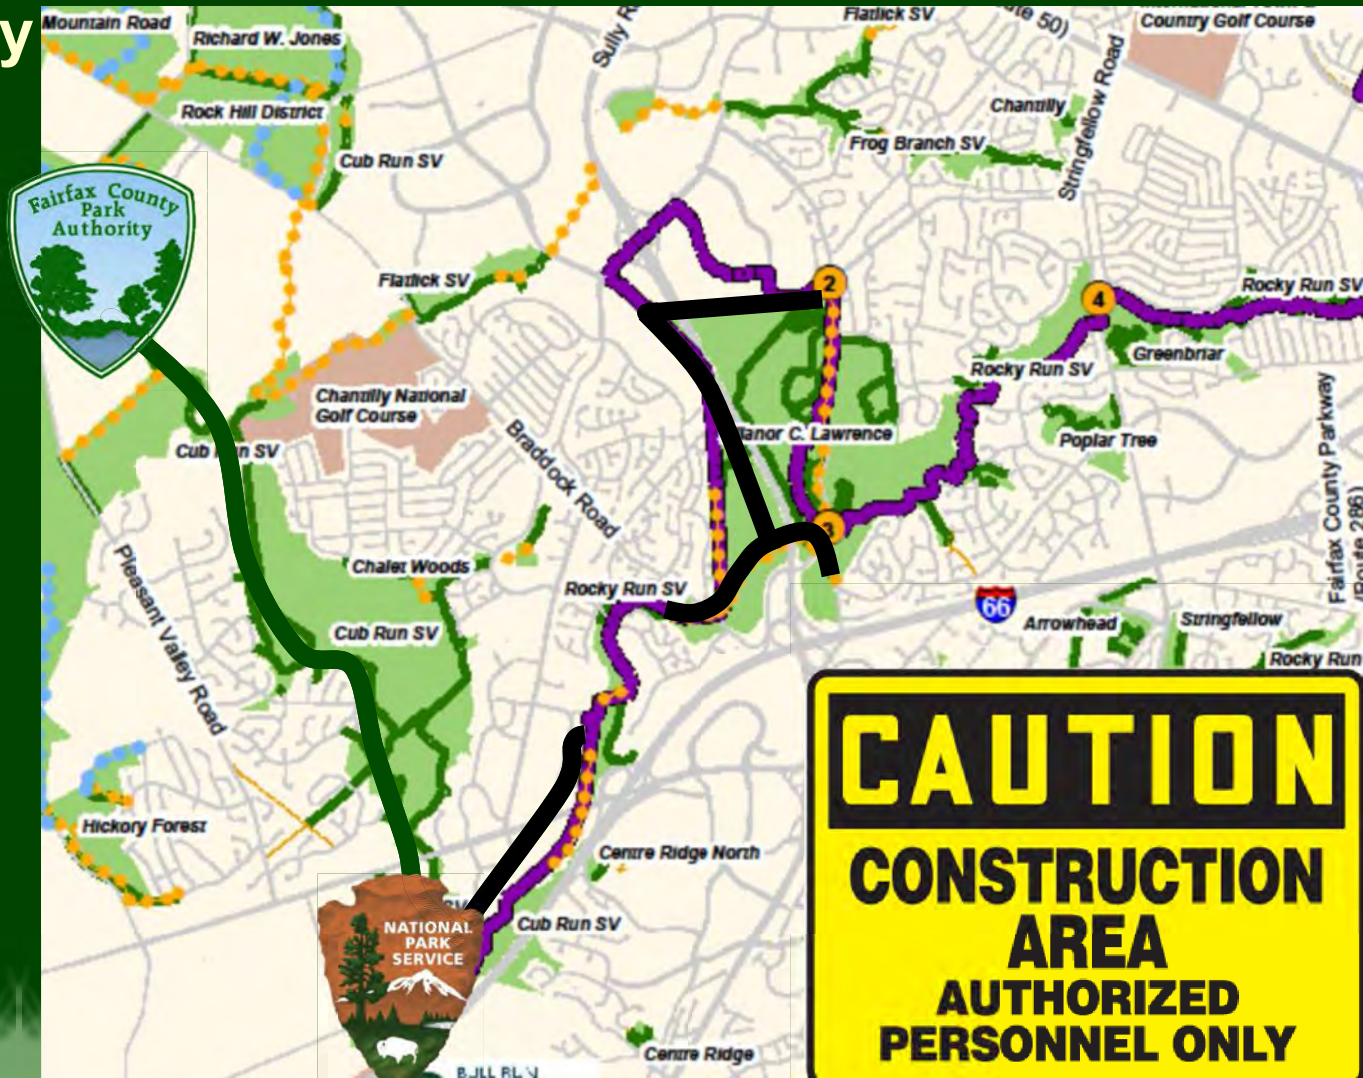 y
Mountain Road
Richard W. Jones
Rock Hill District
Cub Run SV
Fairfax County
Park
Authority
Flatlick SV
Chantilly National
Golf Course
Braddock Road
Pleasant Valley Road
Chalet Woods
Cub Run SV
Hickory Forest
Flatlick SV
Country Golf Course
Chantilly
Stringfellow Road
Frog Branch SV
2
4
Rocky Run SV
Greenbriar
Rocky Run SV
Poplar Tree
C. Lawrence
3
Fairfax County Parkway
Rocky Run SV
66
Arrowhead
Stringfellow
Rocky Run
Centre Ridge North
Cub Run SV
NATIONAL
PARK
SERVICE
Centre Ridge
CAUTION
CONSTRUCTION
AREA
AUTHORIZED
PERSONNEL ONLY